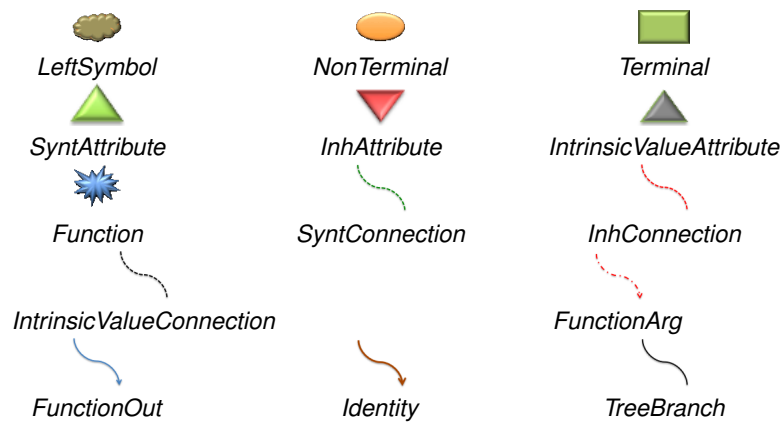 LeftSymbol
NonTerminal
Terminal
SyntAttribute
InhAttribute
IntrinsicValueAttribute
Function
SyntConnection
InhConnection
IntrinsicValueConnection
FunctionArg
FunctionOut
Identity
TreeBranch